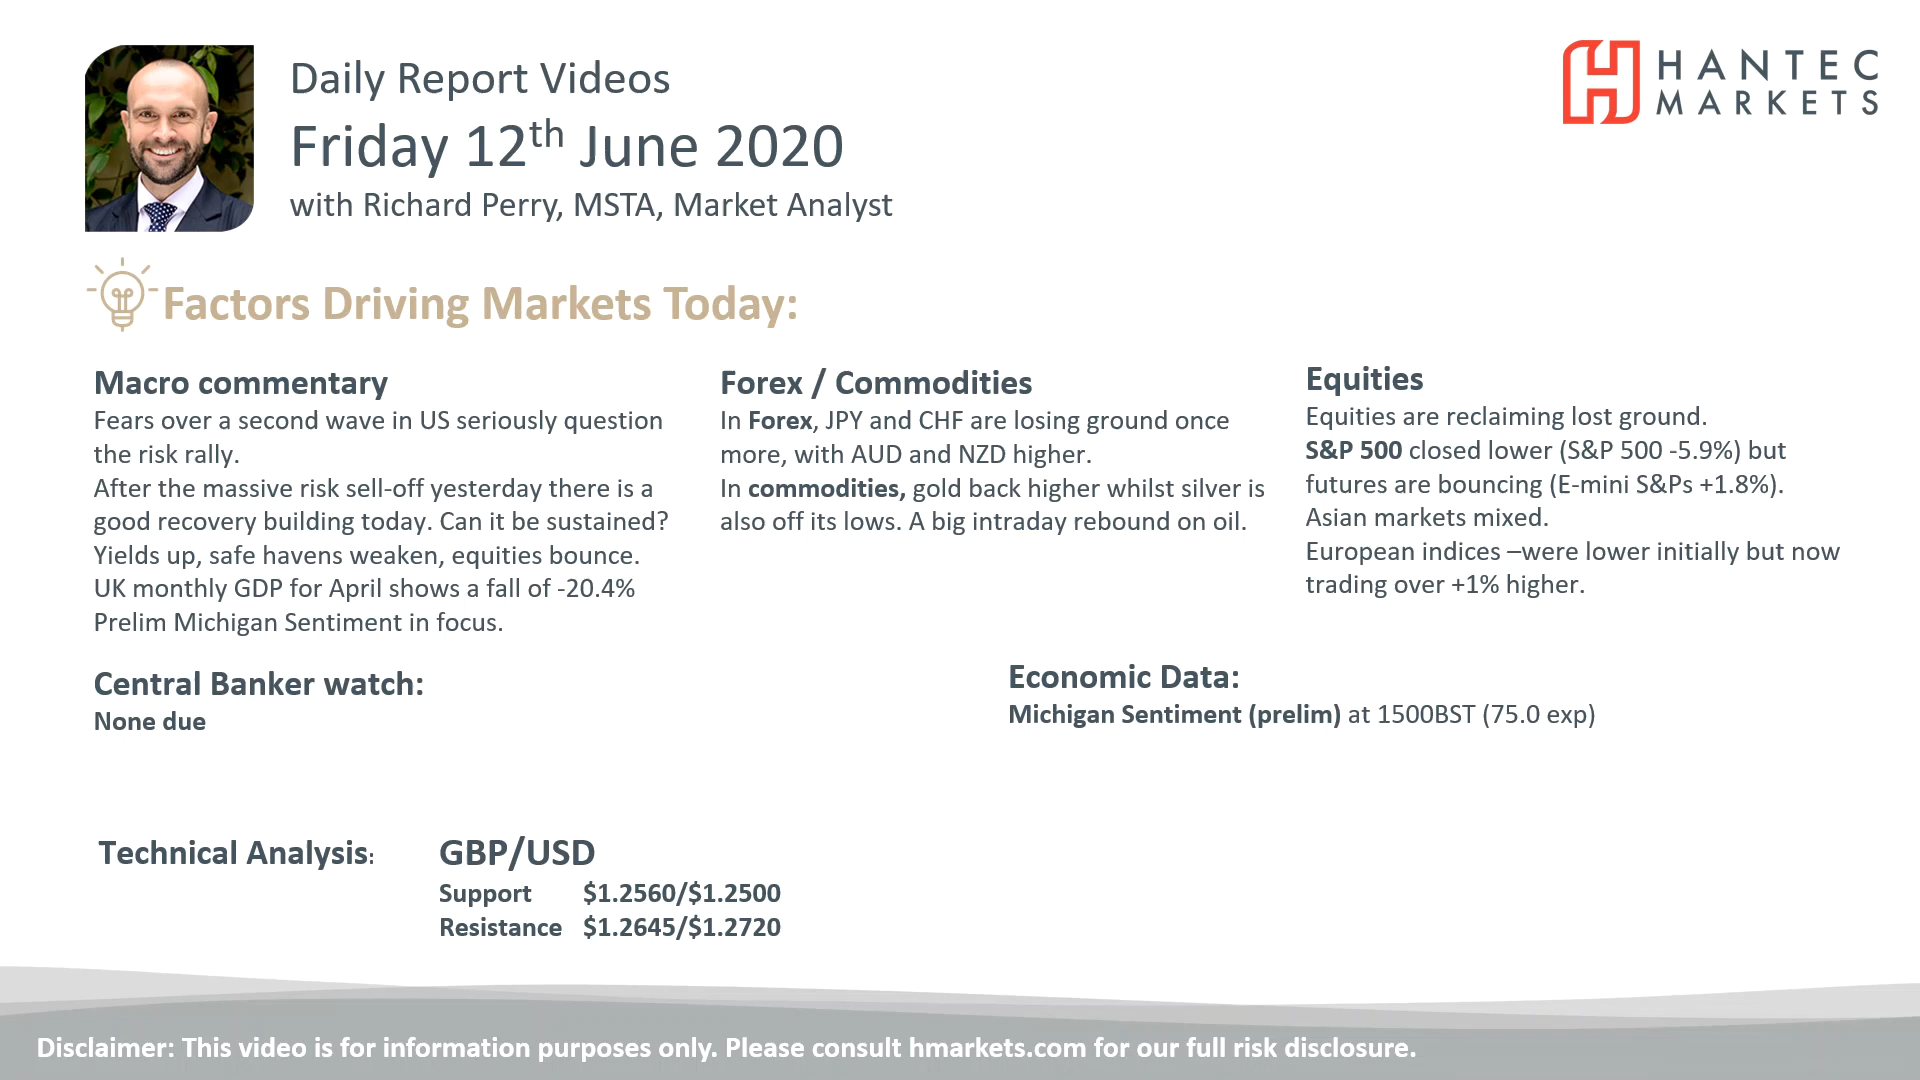 Daily Report Videos
Friday 12th June 2020
with Richard Perry, MSTA, Market Analyst
HANTEC
MARKETS
Factors Driving Markets Today:
Macro commentary
Fears over a second wave in US seriously question
the risk rally.
After the massive risk sell-off yesterday there is a
good recovery building today. Can it be sustained?
Yields up, safe havens weaken, equities bounce.
UK monthly GDP for April shows a fall of -20.4%
Prelim Michigan Sentiment in focus.
Forex / Commodities
In Forex, JPY and CHF are losing ground once
more, with AUD and NZD higher.
In commodities, gold back higher whilst silver is
also off its lows. A big intraday rebound on oil.
Equities
Equities are reclaiming lost ground.
S&P 500 closed lower (S&P 500 -5.9%) but
futures are bouncing (E-mini S&Ps +1.8%).
Asian markets mixed.
European indices –were lower initially but now
trading over +1% higher.
Central Banker watch:
None due
Economic Data:
Michigan Sentiment (prelim) at 1500BST (75.0 exp)
Technical Analysis:
GBP/USD
Support $1.2560/$1.2500
Resistance $1.2645/$1.2720
Disclaimer: This video is for information purposes only. Please consult hmarkets.com for our full risk disclosure.